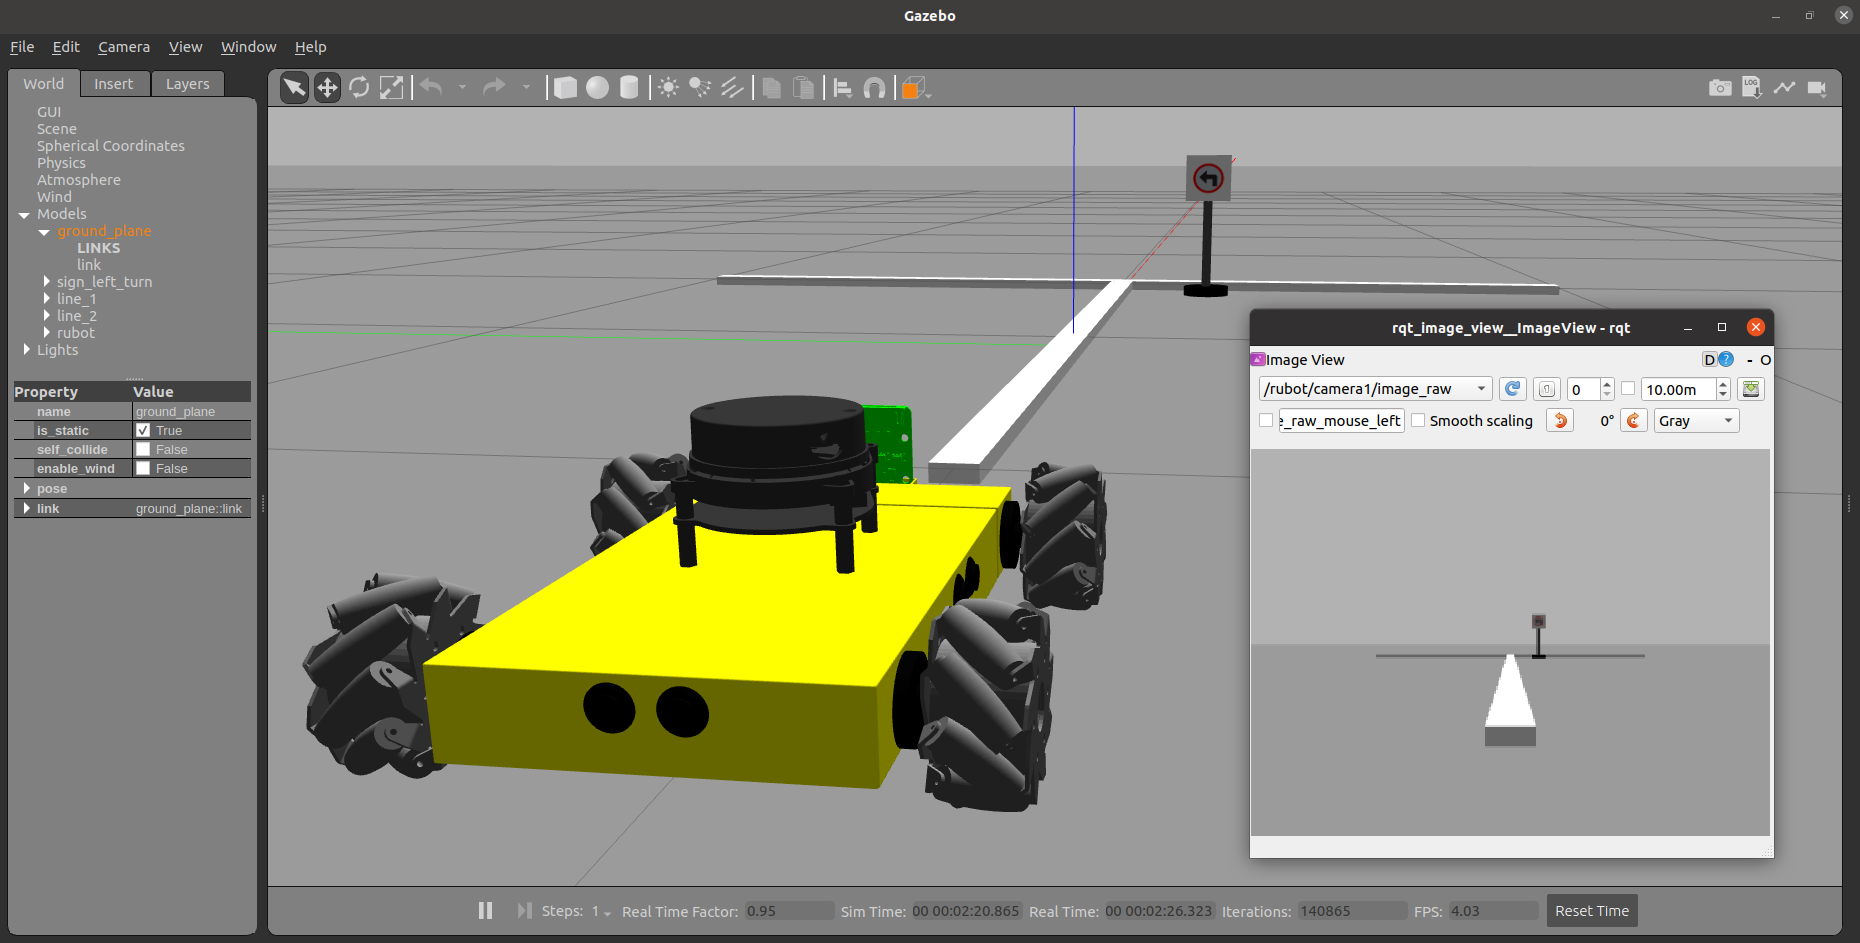 Gazebo
File Edit Camera View Window Help
World Insert Layers
GUI
Scene
Spherical Coordinates
Physics
Atmosphere
Wind
Models
ground_plane
LINKS
link
sign_left_turn
line_1
line_2
rubot
Lights
Property Value
name ground_plane
is_static True
self_collide False
enable_wind False
pose
link ground_plane::link
LOG
rqt_image_view__ImageView - rqt
Image View D ? - O
/rubot/camera1/image_raw 0 10.00m
e_raw_mouse_left Smooth scaling 0° Gray
Steps: 1 Real Time Factor: 0.95 Sim Time: 00 00:02:20.865 Real Time: 00 00:02:26.323 Iterations: 140865 FPS: 4.03 Reset Time